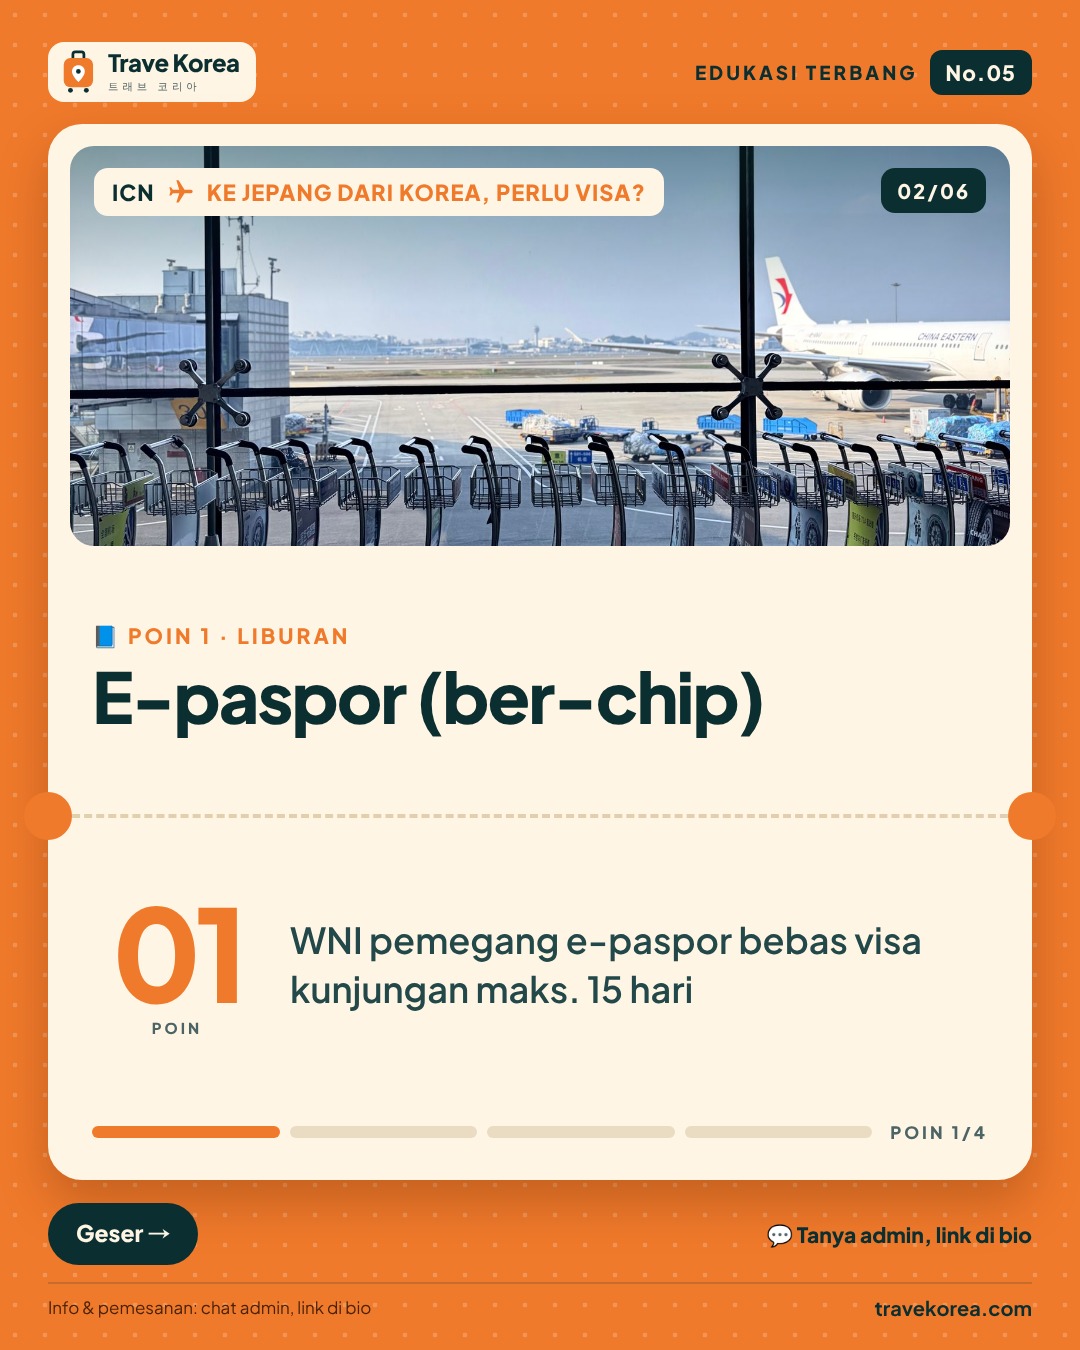 Trave Korea
트래브 코리아
EDUKASI TERBANG
No.05
ICN ✈ KE JEPANG DARI KOREA, PERLU VISA?
02/06
CHINA EASTERN
📘 POIN 1 · LIBURAN
E-paspor (ber-chip)
01
POIN
WNI pemegang e-paspor bebas visa
kunjungan maks. 15 hari
POIN 1/4
Geser →
💬 Tanya admin, link di bio
Info & pemesanan: chat admin, link di bio
travekorea.com